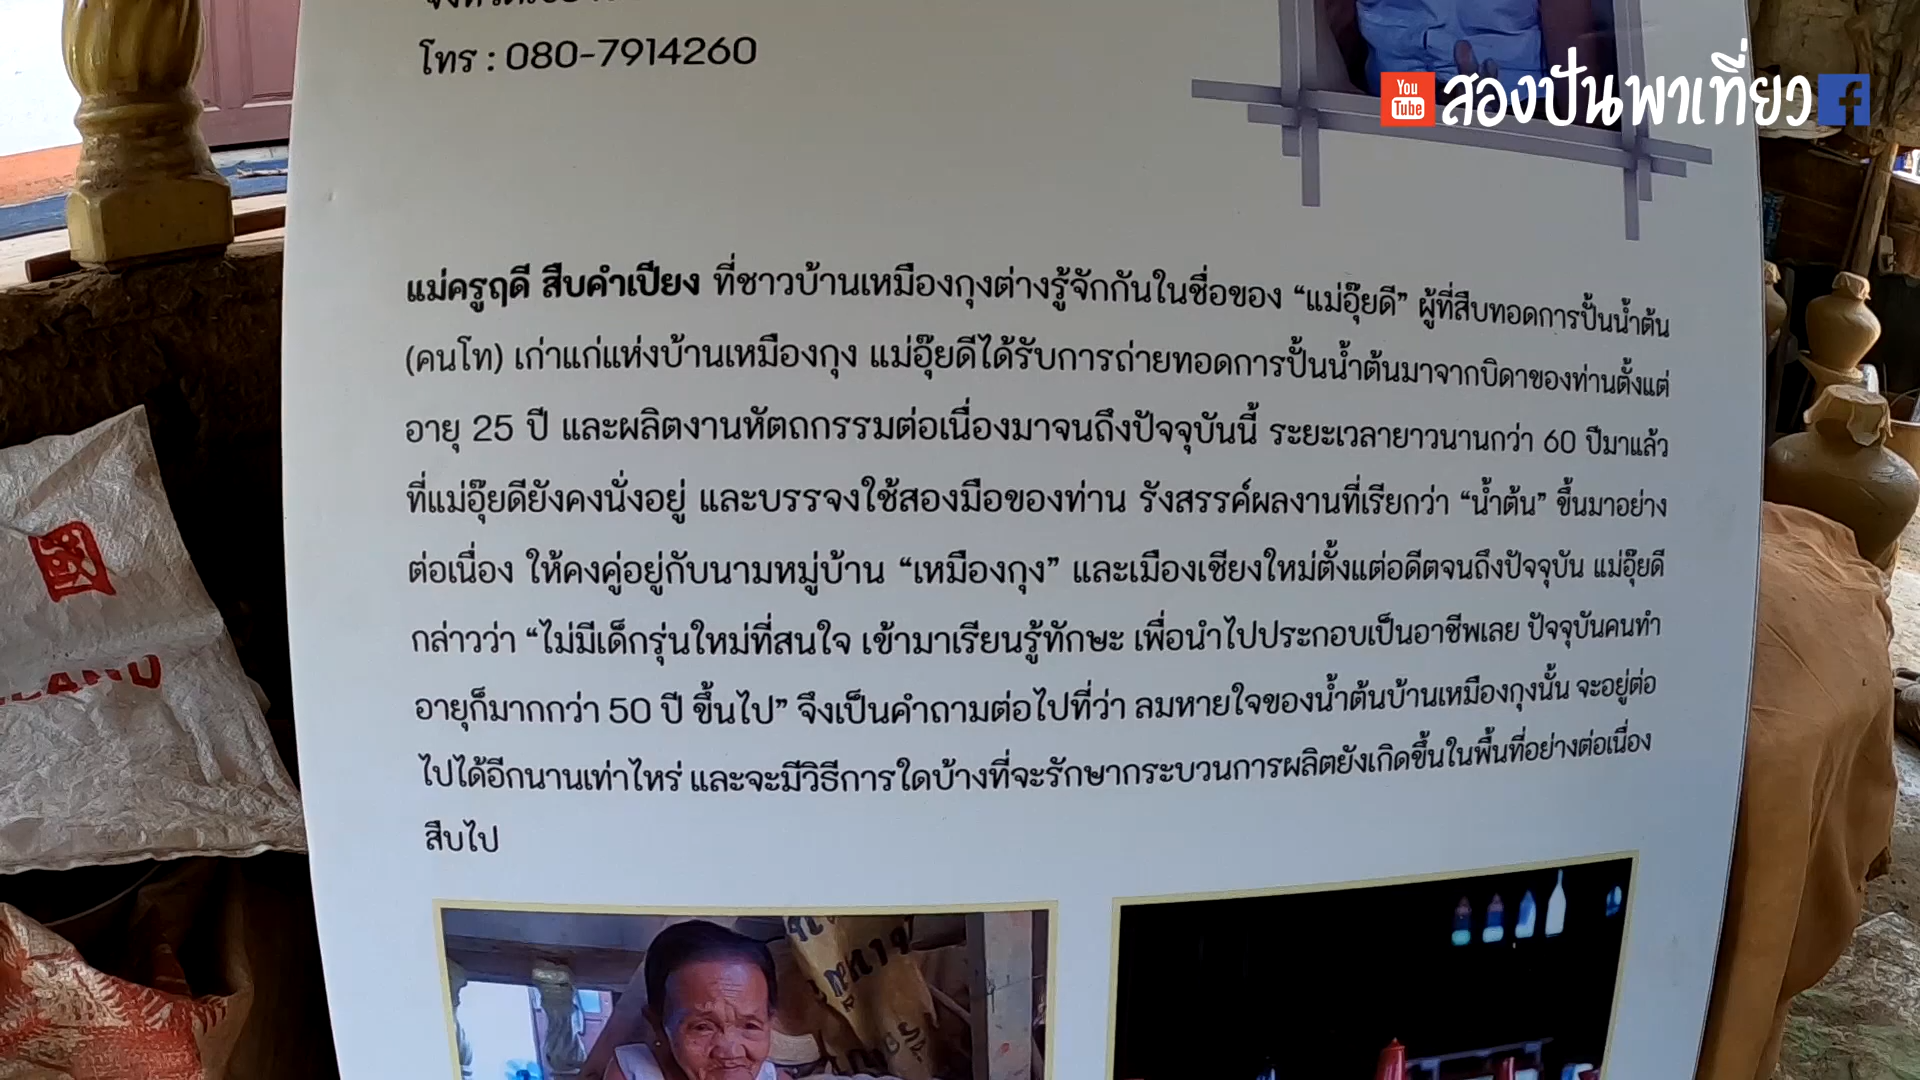 โทร : 080-7914260
You
Tube
สองปันพาเที่ยว
f
แม่ครูฤดี สืบคำเปียง ที่ชาวบ้านเหมืองกุงต่างรู้จักกันในชื่อของ “แม่อุ๊ยดี” ผู้ที่สืบทอดการปั้นน้ำต้น
(คนโท) เก่าแก่แห่งบ้านเหมืองกุง แม่อุ๊ยดีได้รับการถ่ายทอดการปั้นน้ำต้นมาจากบิดาของท่านตั้งแต่
อายุ 25 ปี และผลิตงานหัตถกรรมต่อเนื่องมาจนถึงปัจจุบันนี้ ระยะเวลายาวนานกว่า 60 ปีมาแล้ว
ที่แม่อุ๊ยดียังคงนั่งอยู่ และบรรจงใช้สองมือของท่าน รังสรรค์ผลงานที่เรียกว่า “น้ำต้น” ขึ้นมาอย่าง
ต่อเนื่อง ให้คงคู่อยู่กับนามหมู่บ้าน “เหมืองกุง” และเมืองเชียงใหม่ตั้งแต่อดีตจนถึงปัจจุบัน แม่อุ๊ยดี
กล่าวว่า “ไม่มีเด็กรุ่นใหม่ที่สนใจ เข้ามาเรียนรู้ทักษะ เพื่อนำไปประกอบเป็นอาชีพเลย ปัจจุบันคนทำ
อายุก็มากกว่า 50 ปี ขึ้นไป” จึงเป็นคำถามต่อไปที่ว่า ลมหายใจของน้ำต้นบ้านเหมืองกุงนั้น จะอยู่ต่อ
ไปได้อีกนานเท่าไหร่ และจะมีวิธีการใดบ้างที่จะรักษากระบวนการผลิตยังเกิดขึ้นในพื้นที่อย่างต่อเนื่อง
สืบไป